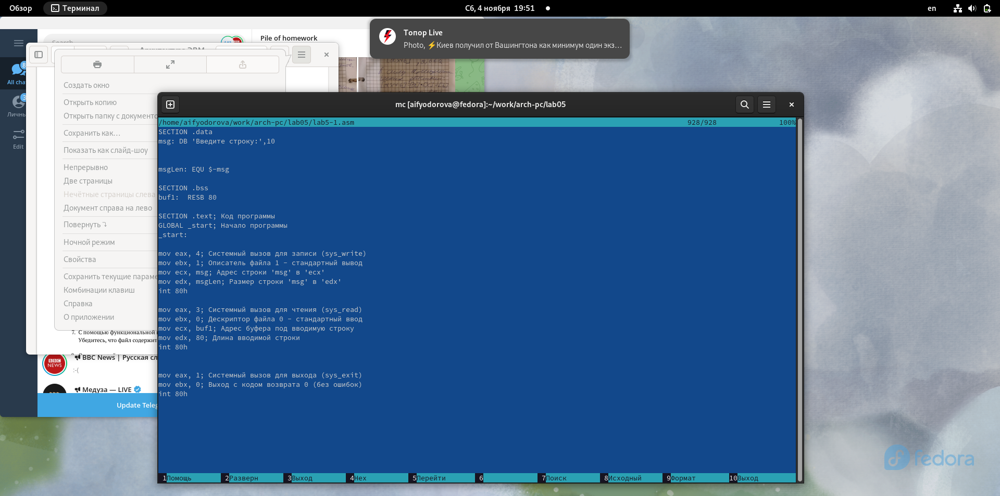 Обзор
Терминал
Сб, 4 ноября 19:51
en
Топор Live
Photo, ⚡Киев получил от Вашингтона как минимум один экз…
Search
Pile of homework
All cha
Edit
Создать окно
Открыть копию
Открыть папку с документо
Сохранить как…
Показать как слайд-шоу
Непрерывно
Две страницы
Нечётные страницы слева
Документ справа на лево
Повернуть ⤵
Ночной режим
Свойства
Сохранить текущие параме
Комбинации клавиш
Справка
О приложении
7. С помощью функциональной
Убедитесь, что файл содержит
BBC NEWS
BBC News | Русская сл
:-(
Медуза — LIVE
Update Teleg
mc [aifyodorova@fedora]:~/work/arch-pc/lab05
/home/aifyodorova/work/arch-pc/lab05/lab5-1.asm 928/928 100%
SECTION .data
msg: DB 'Введите строку:',10
msgLen: EQU $-msg
SECTION .bss
buf1:  RESB 80
SECTION .text; Код программы
GLOBAL _start; Начало программы
_start:
mov eax, 4; Системный вызов для записи (sys_write)
mov ebx, 1; Описатель файла 1 - стандартный вывод
mov ecx, msg; Адрес строки 'msg' в 'ecx'
mov edx, msgLen; Размер строки 'msg' в 'edx'
int 80h
mov eax, 3; Системный вызов для чтения (sys_read)
mov ebx, 0; Дескриптор файла 0 - стандартный ввод
mov ecx, buf1; Адрес буфера под вводимую строку
mov edx, 80; Длина вводимой строки
int 80h
mov eax, 1; Системный вызов для выхода (sys_exit)
mov ebx, 0; Выход с кодом возврата 0 (без ошибок)
int 80h
1Помощь 2Разверн 3Выход 4Hex 5Перейти 6 7Поиск 8Исходный 9Формат 10Выход
fedora